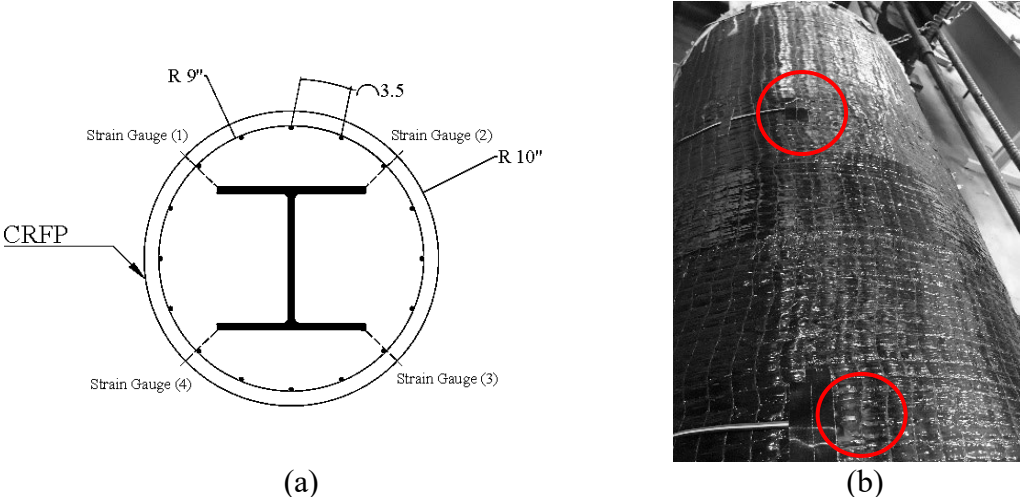 R 9"
3.5
Strain Gauge (1)
Strain Gauge (2)
R 10"
CRFP
Strain Gauge (4)
Strain Gauge (3)
(a)
(b)